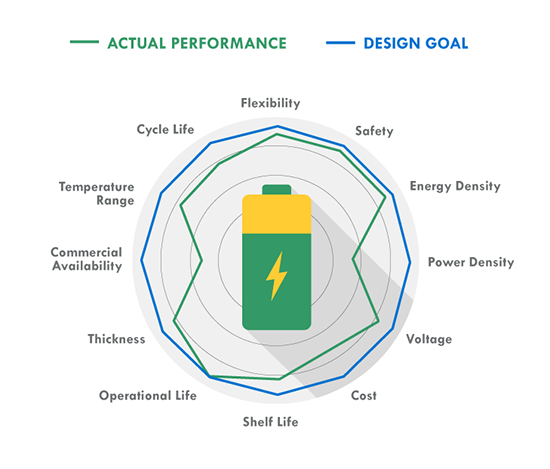 ACTUAL PERFORMANCE
DESIGN GOAL
Flexibility
Cycle Life
Safety
Temperature
Range
Energy Density
Commercial
Availability
Power Density
Thickness
Voltage
Operational Life
Cost
Shelf Life